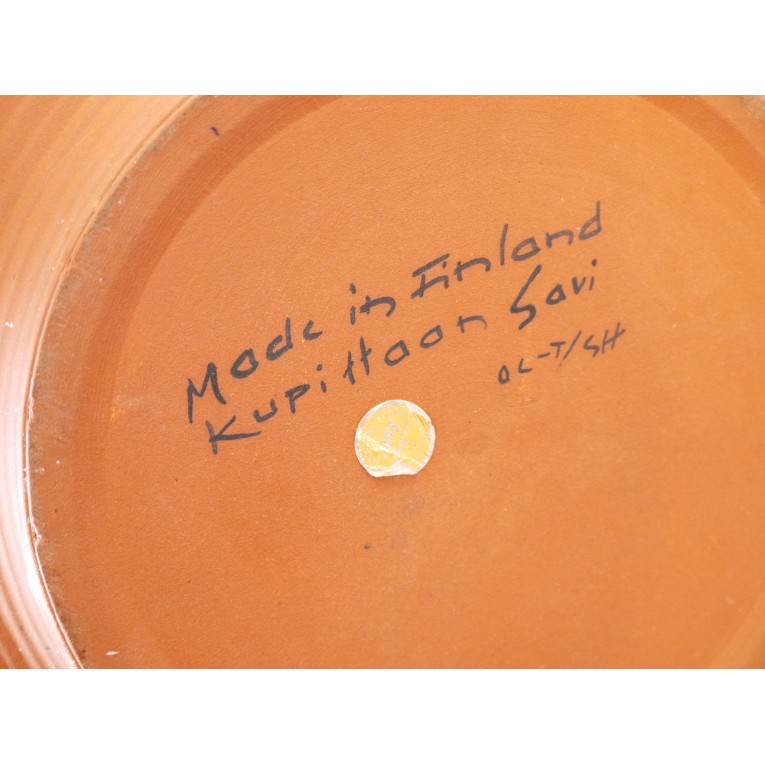 Made in Finland
Kupittaan Savi
OL-T/SH